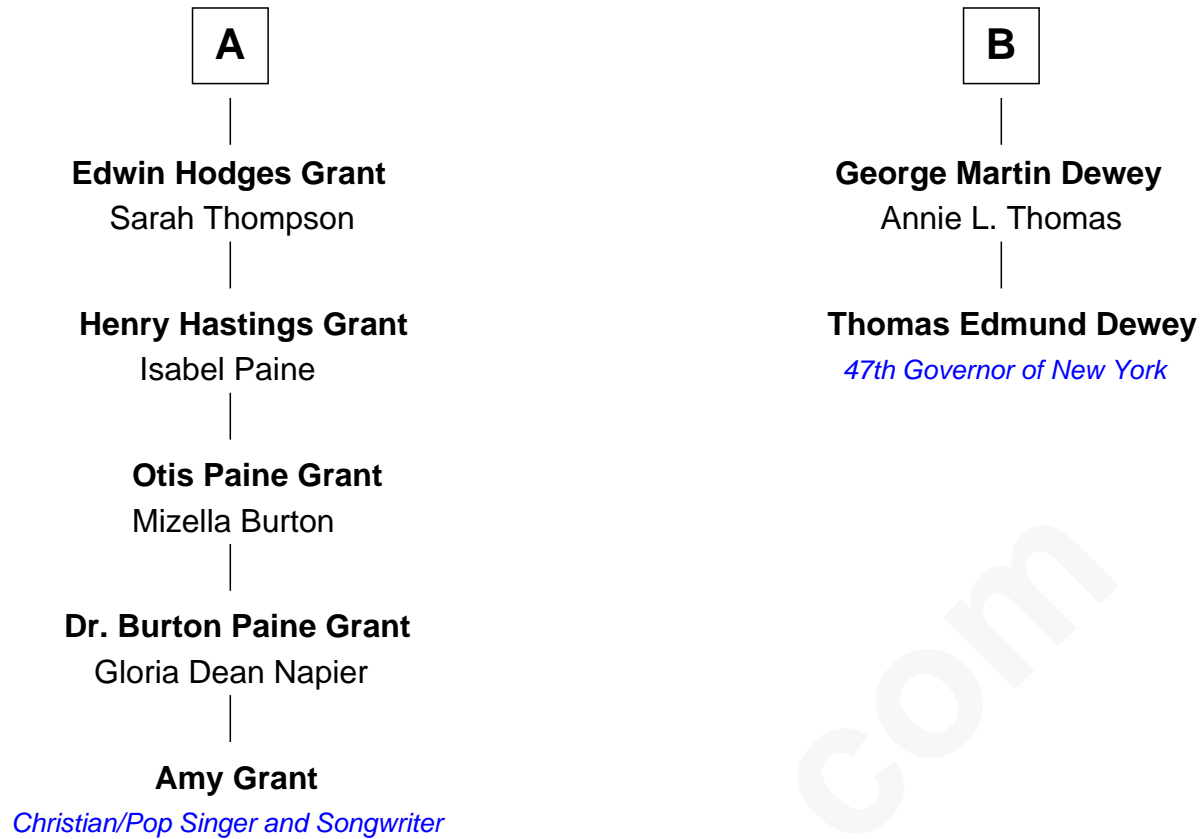 A
Edwin Hodges Grant
Sarah Thompson
Henry Hastings Grant
Isabel Paine
Otis Paine Grant
Mizella Burton
Dr. Burton Paine Grant
Gloria Dean Napier
Amy Grant
Christian/Pop Singer and Songwriter
B
George Martin Dewey
Annie L. Thomas
Thomas Edmund Dewey
47th Governor of New York
com